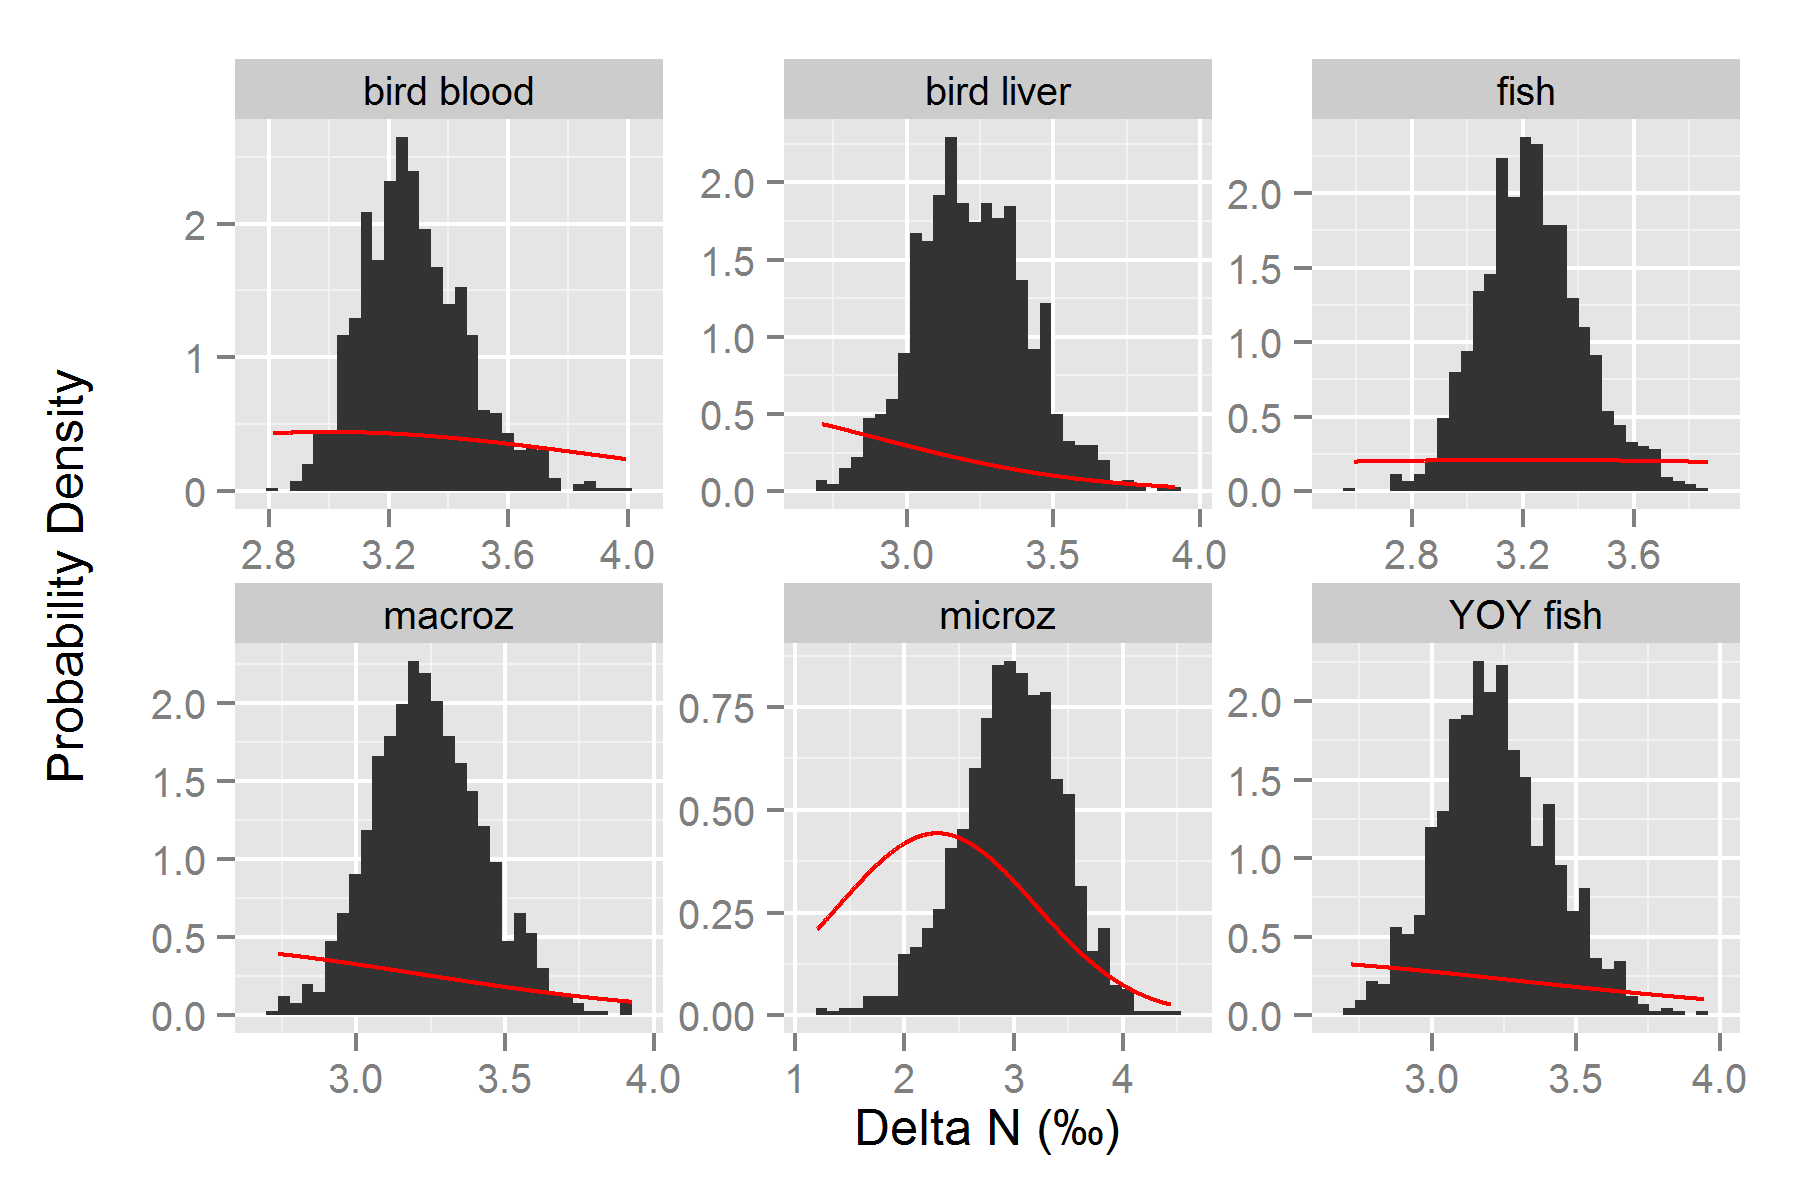 bird blood
bird liver
fish
2
1
0
2.0
1.5
1.0
0.5
0.0
2.0
1.5
1.0
0.5
0.0
2.8 3.2 3.6 4.0
3.0 3.5 4.0
2.8 3.2 3.6
macroz
microz
YOY fish
2.0
1.5
1.0
0.5
0.0
0.75
0.50
0.25
0.00
2.0
1.5
1.0
0.5
0.0
3.0 3.5 4.0
1 2 3 4
3.0 3.5 4.0
Probability Density
Delta N (‰)